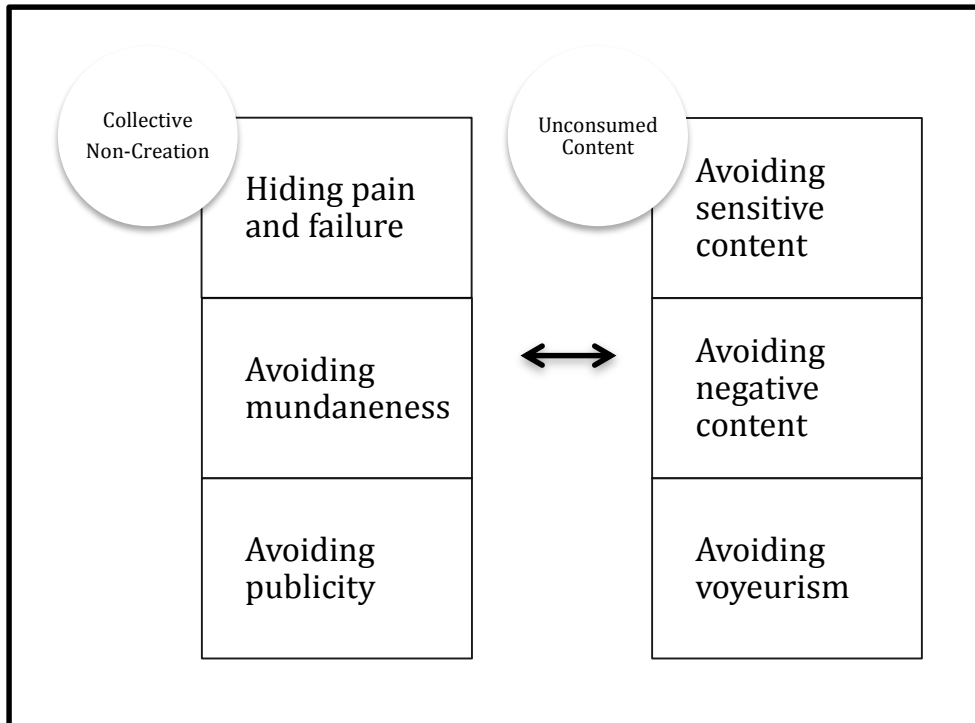 Collective
Non-Creation
Hiding pain
and failure
Avoiding
mundaneness
Avoiding
publicity
Unconsumed
Content
Avoiding
sensitive
content
Avoiding
negative
content
Avoiding
voyeurism